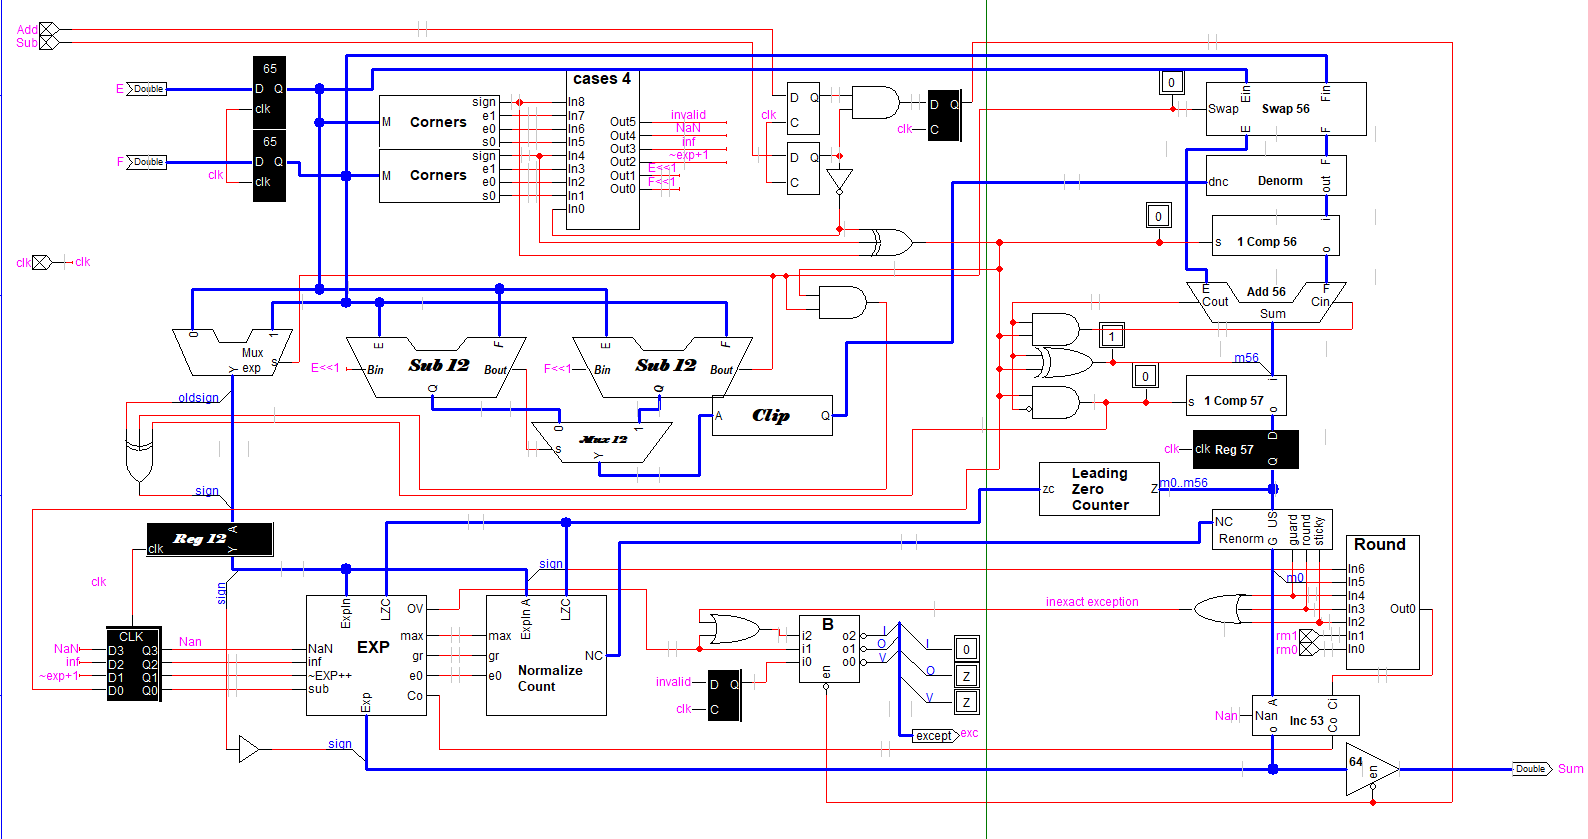 Add
Sub
65
D Q
clk
E Double
65
D Q
clk
F Double
clk
clk clk
M Corners sign e1 e0 s0
M Corners sign e1 e0 s0
cases 4
In8
In7
In6
In5
In4
In3
In2
In1
In0
Out5 invalid
Out4 NaN
Out3 inf
Out2 ~exp+1
Out1 E<<1
Out0 F<<1
D Q
clk C
D Q
C
D Q
clk C
0
Ein Fin
Swap Swap 56
E F
F
dnc Denorm
out
0
i
s 1 Comp 56
o
E Add 56 F
Cout Cin
Sum
1
m56
0
i
s 1 Comp 57
o
D
clk clk Reg 57
Q
0 1
Mux
exp S
Y
E F
E<<1 Bin Sub 12 Bout
Q
E F
F<<1 Bin Sub 12 Bout
Q
0 1
Mux 12
S
Y
A Clip Q
oldsign
sign
A
Reg 12
clk Y
clk
Leading
Zero
Counter
zc Z m0..m56
NC US
Renorm G
guard
round
sticky
Round
In6
In5
In4
In3
In2
In1
In0
Out0
m0
rm1
rm0
sign
sign
CLK
NaN D3 Q3 Nan
inf D2 Q2
~exp+1 D1 Q1
D0 Q0
ExpIn LZC OV
EXP
NaN
inf
~EXP++
sub
max
gr
e0
Co
Exp
ExpIn A LZC
max
gr
e0
NC
Normalize
Count
inexact exception
B
i2 o2
i1 o1
i0 o0
en
I
O
V
I 0
O Z
V Z
invalid D Q
clk C
except exc
A Ci
Nan Nan Inc 53
o Co
sign
64
en
Double Sum